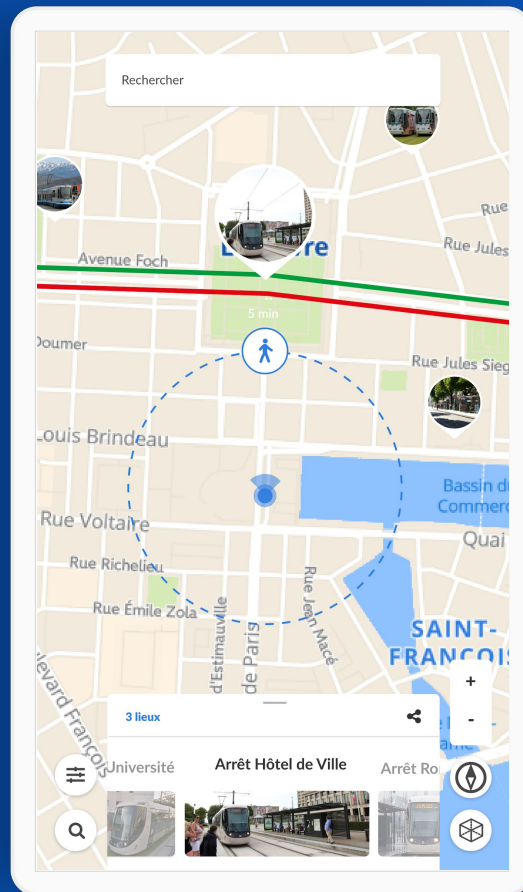 Rechercher
Rue
Rue Jules
Avenue Foch
5 min
Doumer
Rue Jules Sieg
Louis Brindeau
Bassin du
Commerc
Rue Voltaire
Quai
Rue Richelieu
Rue Émile Zola
d'Estimauville
de Paris
Rue Jean Macé
SAINT-
FRANÇOIS
levard François
+
-
3 lieux
Université
Arrêt Hôtel de Ville
Arrêt Ro